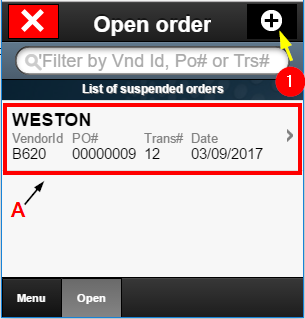 Open order
'Filter by Vnd Id, Po# or Trs#
1
List of suspended orders
WESTON
VendorId PO# Trans# Date
B620 00000009 12 03/09/2017
A
Menu Open